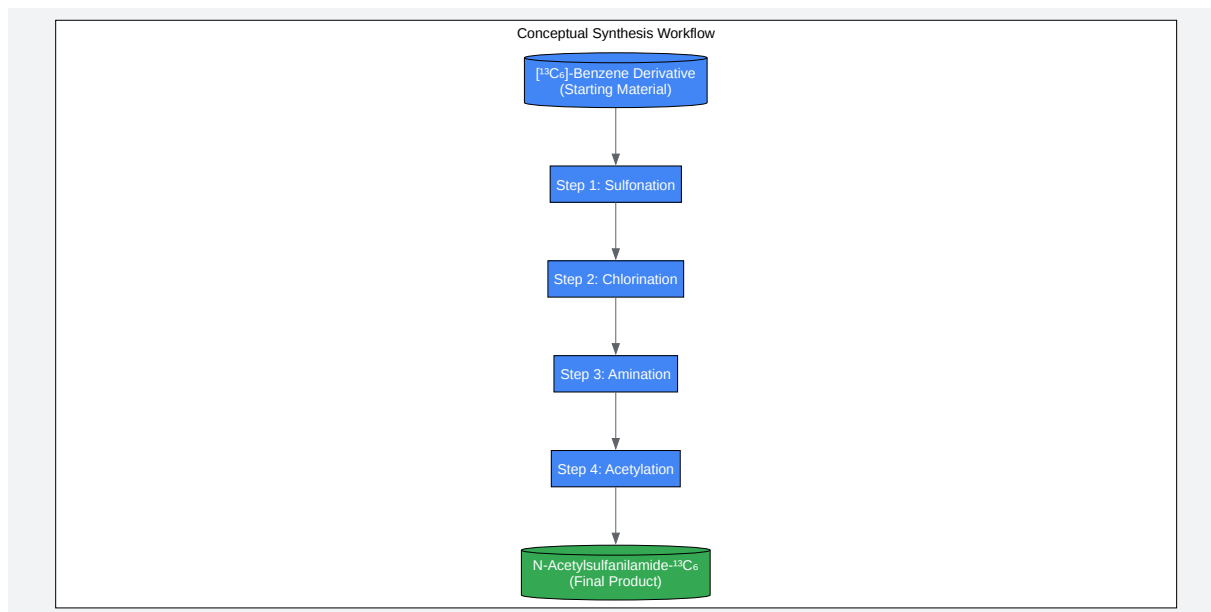 Conceptual Synthesis Workflow
[¹³C₆]-Benzene Derivative
(Starting Material)
Step 1: Sulfonation
Step 2: Chlorination
Step 3: Amination
Step 4: Acetylation
N-Acetylsulfanilamide-¹³C₆
(Final Product)